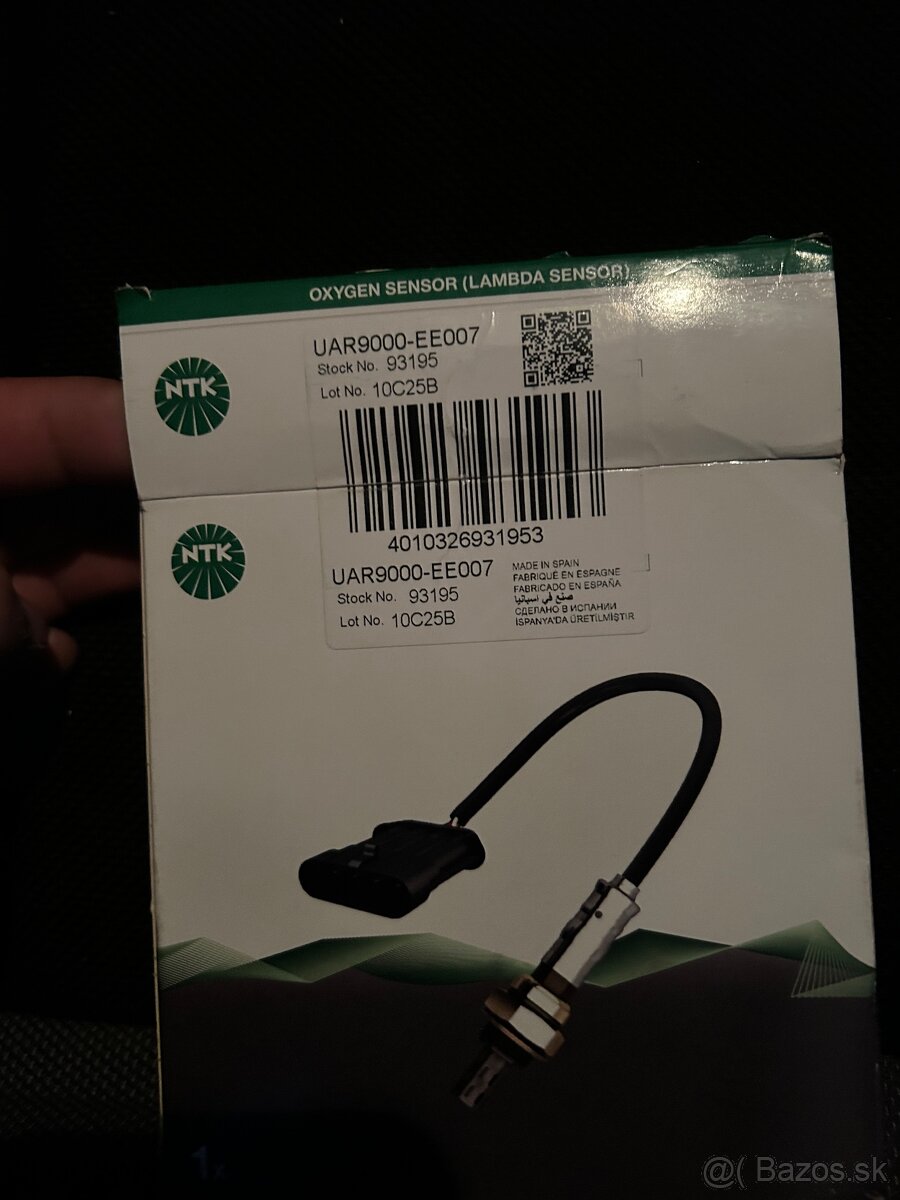 OXYGEN SENSOR (LAMBDA SENSOR)
UAR9000-EE007
Stock No. 93195
Lot No. 10C25B
NTK
4010326931953
NTK
UAR9000-EE007
Stock No. 93195
Lot No. 10C25B
MADE IN SPAIN
FABRIQUÉ EN ESPAGNE
FABRICADO EN ESPAÑA
صنع في اسبانيا
СДЕЛАНО В ИСПАНИИ
İSPANYA'DA ÜRETİLMİŞTİR
1x
@( Bazos.sk